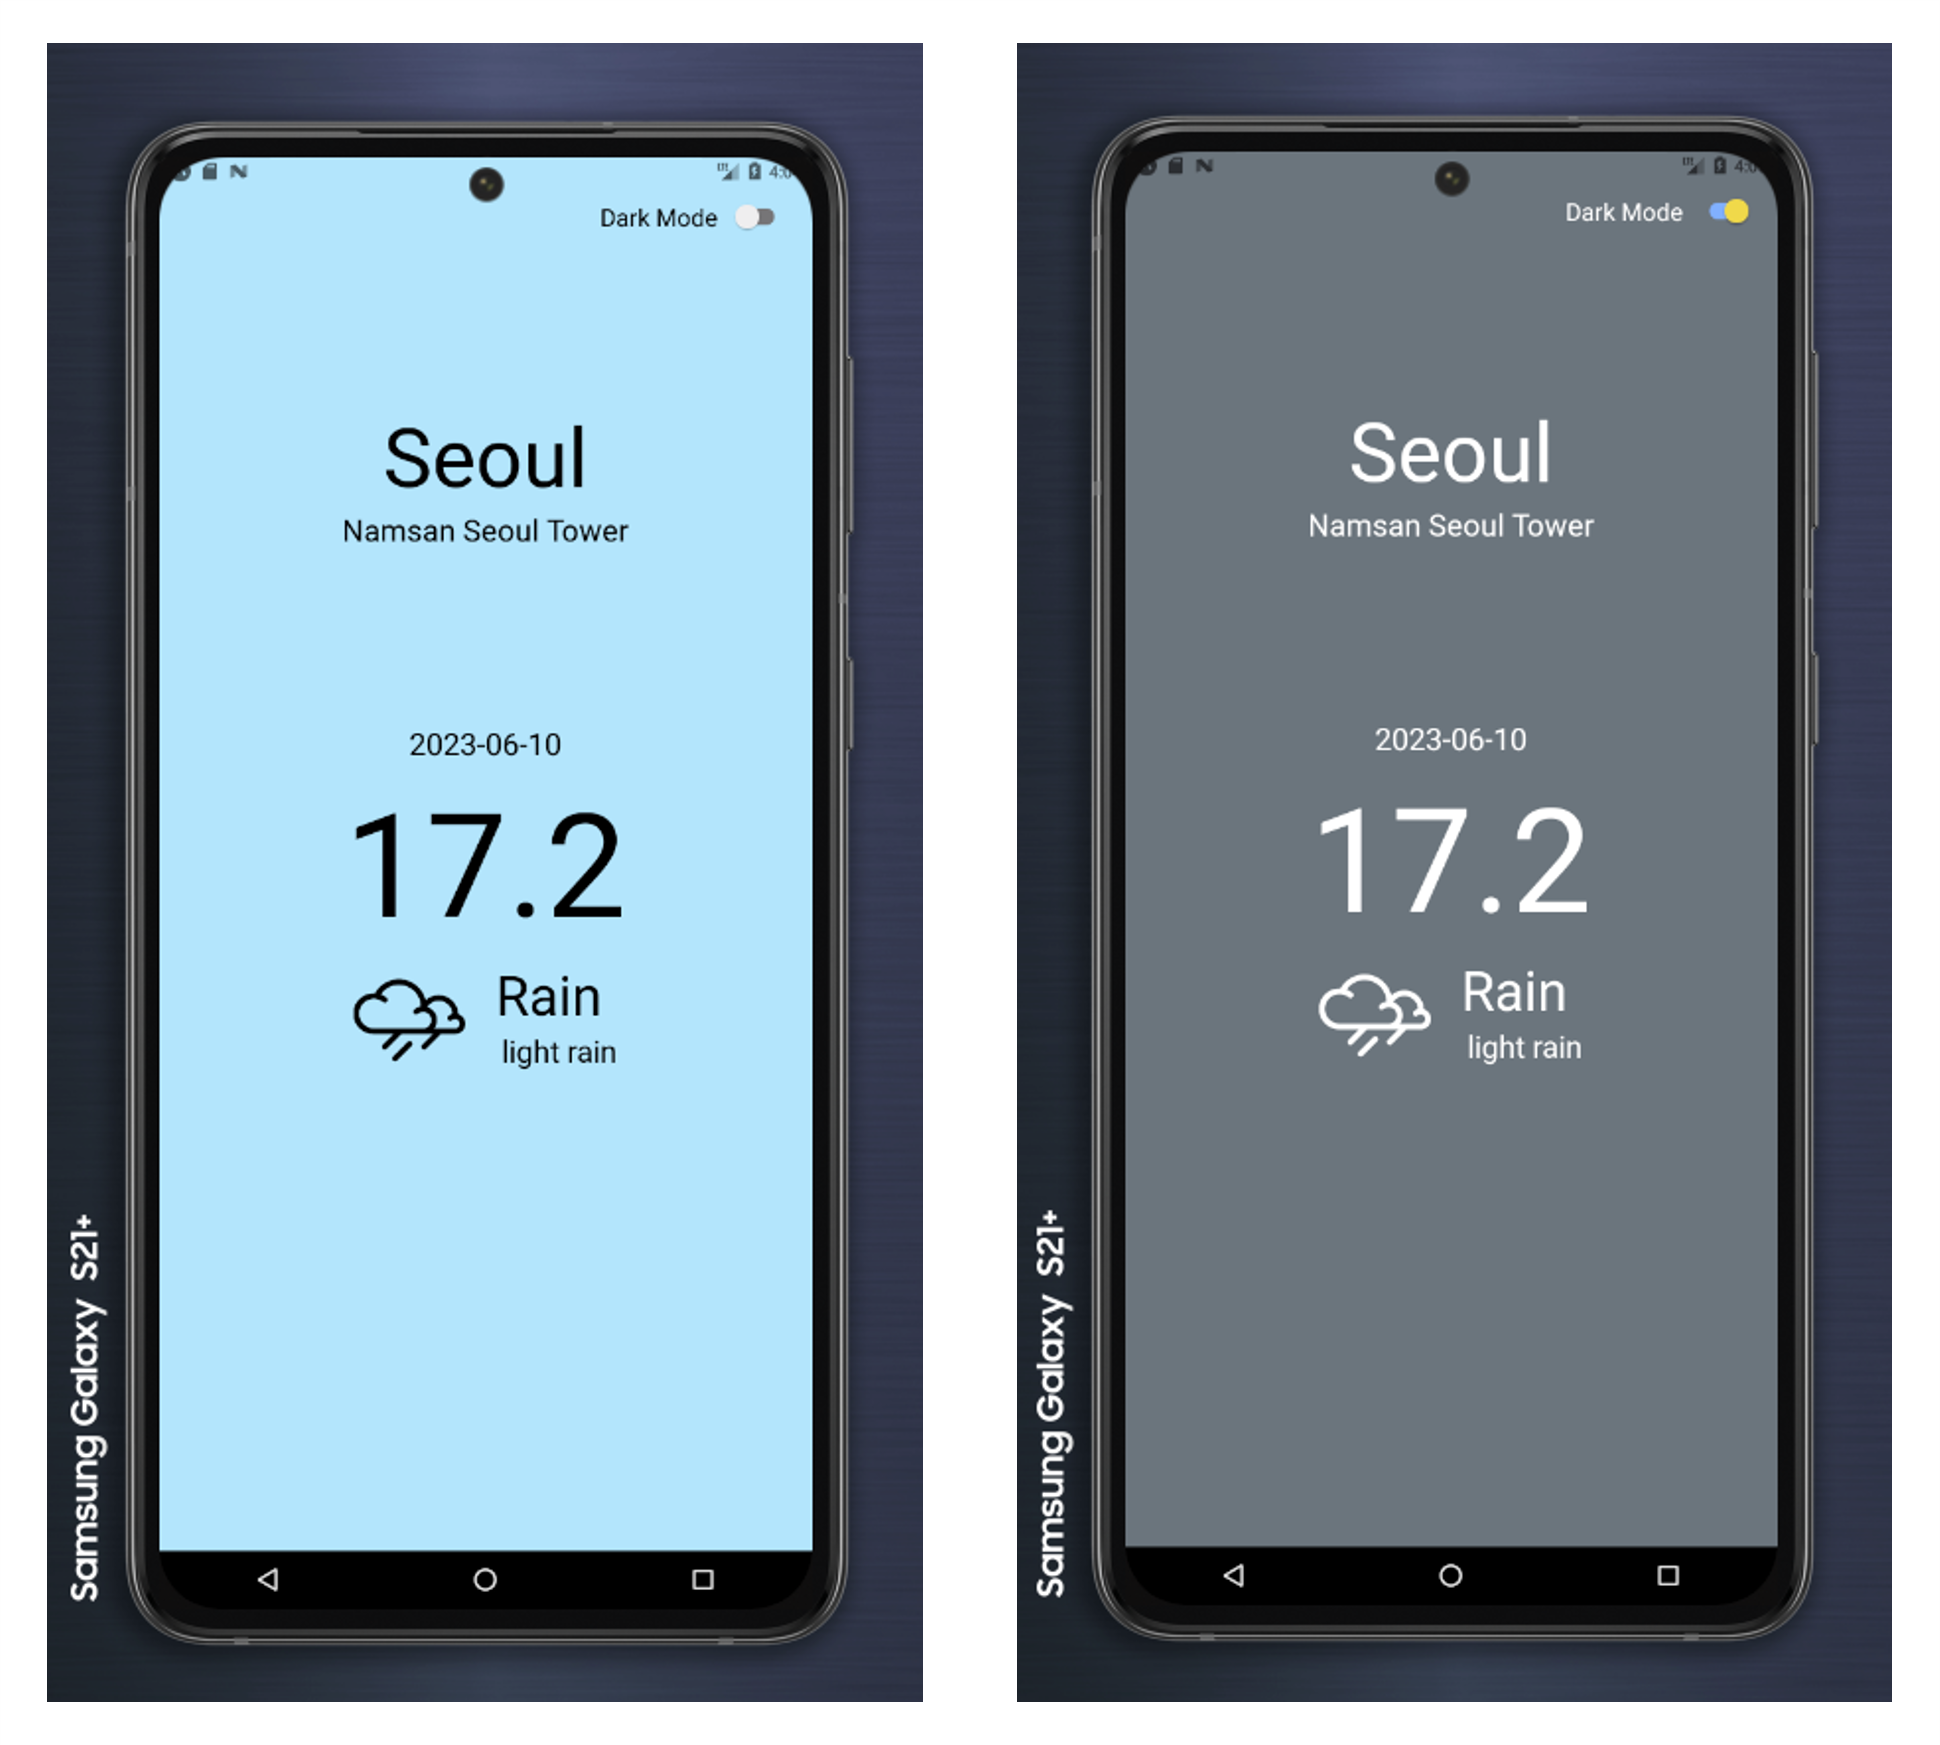 Dark Mode
Seoul
Namsan Seoul Tower
2023-06-10
17.2
Rain
light rain
Samsung Galaxy S21+
Dark Mode
Seoul
Namsan Seoul Tower
2023-06-10
17.2
Rain
light rain
Samsung Galaxy S21+